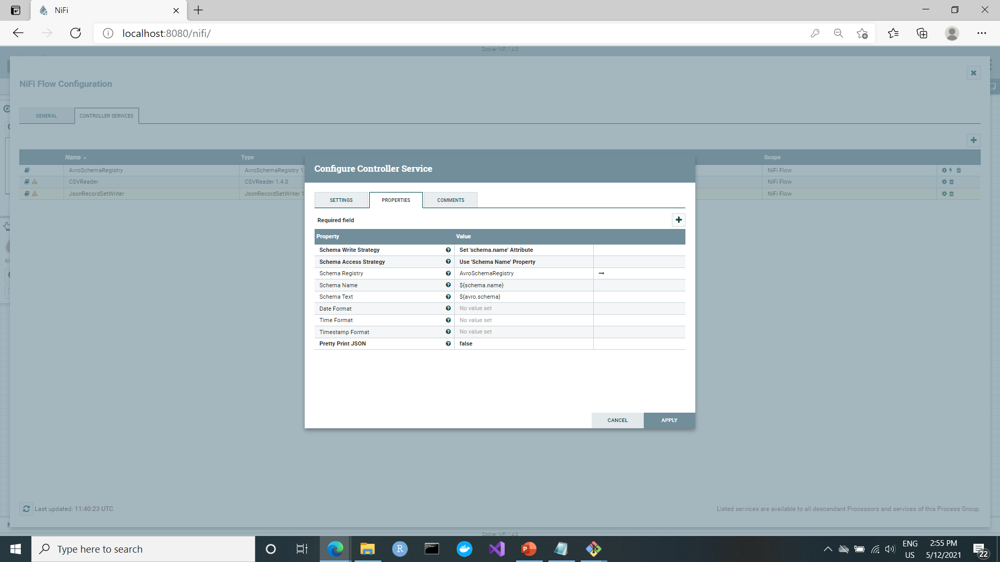 NiFi
localhost:8080/nifi/
Docker NiFi 1.4.0
NiFi Flow Configuration
GENERAL
CONTROLLER SERVICES
Name Type Scope
AvroSchemaRegistry AvroSchemaRegistry 1. NiFi Flow
CSVReader CSVReader 1.4.0 NiFi Flow
JsonRecordSetWriter JsonRecordSetWriter 1 NiFi Flow
Configure Controller Service
SETTINGS PROPERTIES COMMENTS
Required field
Property Value
Schema Write Strategy Set 'schema.name' Attribute
Schema Access Strategy Use 'Schema Name' Property
Schema Registry AvroSchemaRegistry
Schema Name ${schema.name}
Schema Text ${avro.schema}
Date Format No value set
Time Format No value set
Timestamp Format No value set
Pretty Print JSON false
CANCEL APPLY
Last updated: 11:40:23 UTC
Listed services are available to all descendant Processors and services of this Process Group.
Docker NiFi 1.4.0
Type here to search
ENG
US
2:55 PM
5/12/2021
22